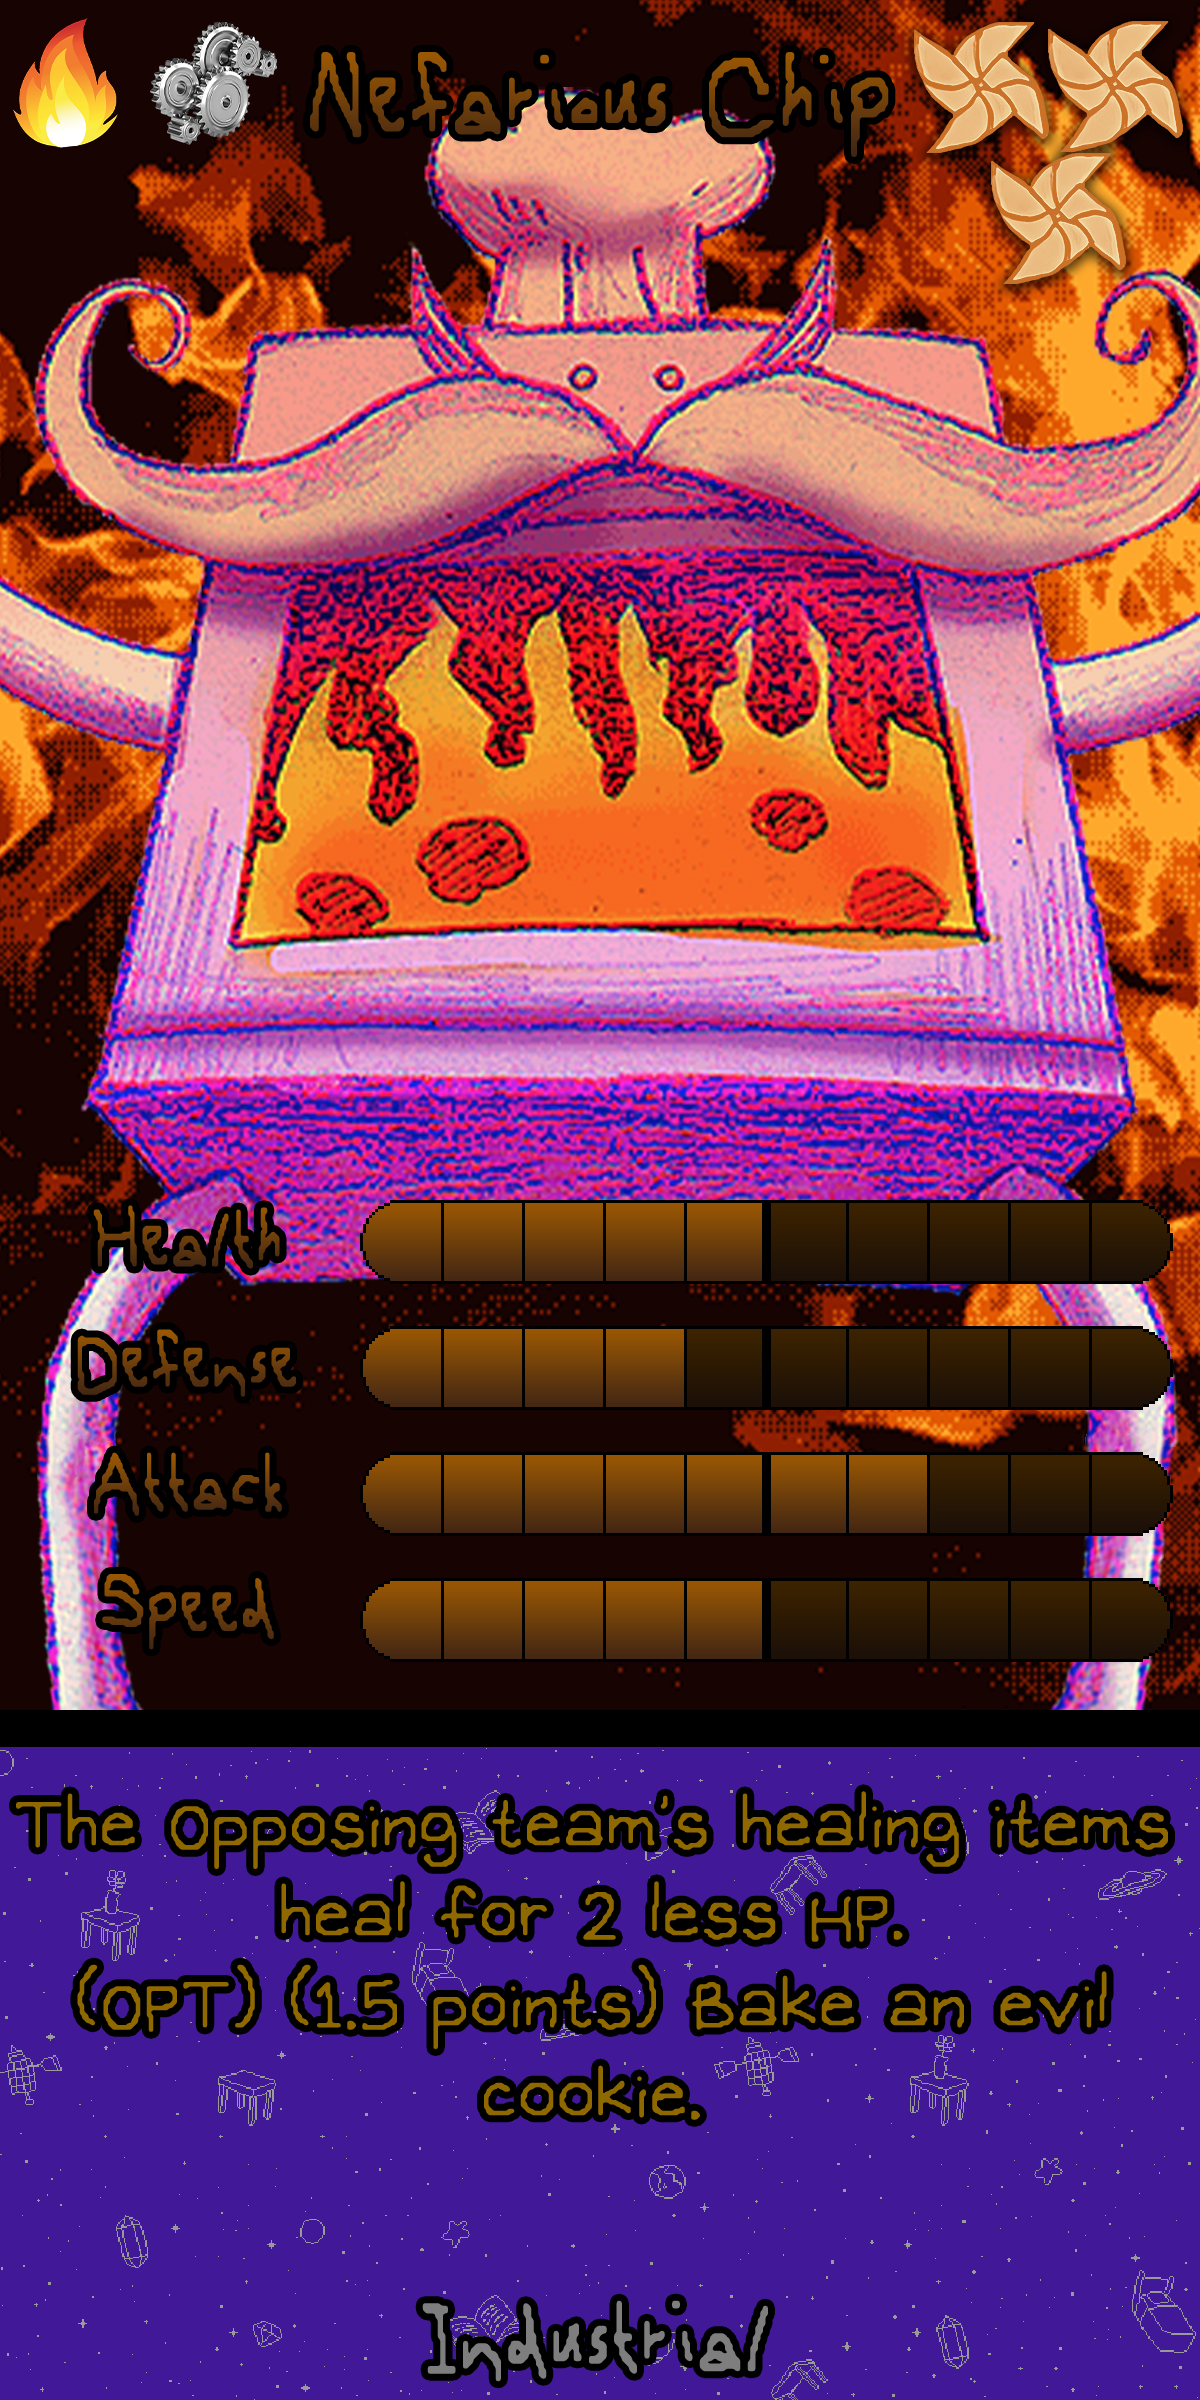 Nefarious Chip
Health
Defense
Attack
Speed
The Opposing team's healing items
heal for 2 less HP.
(OPT) (1.5 points) Bake an evil
cookie.
Industrial